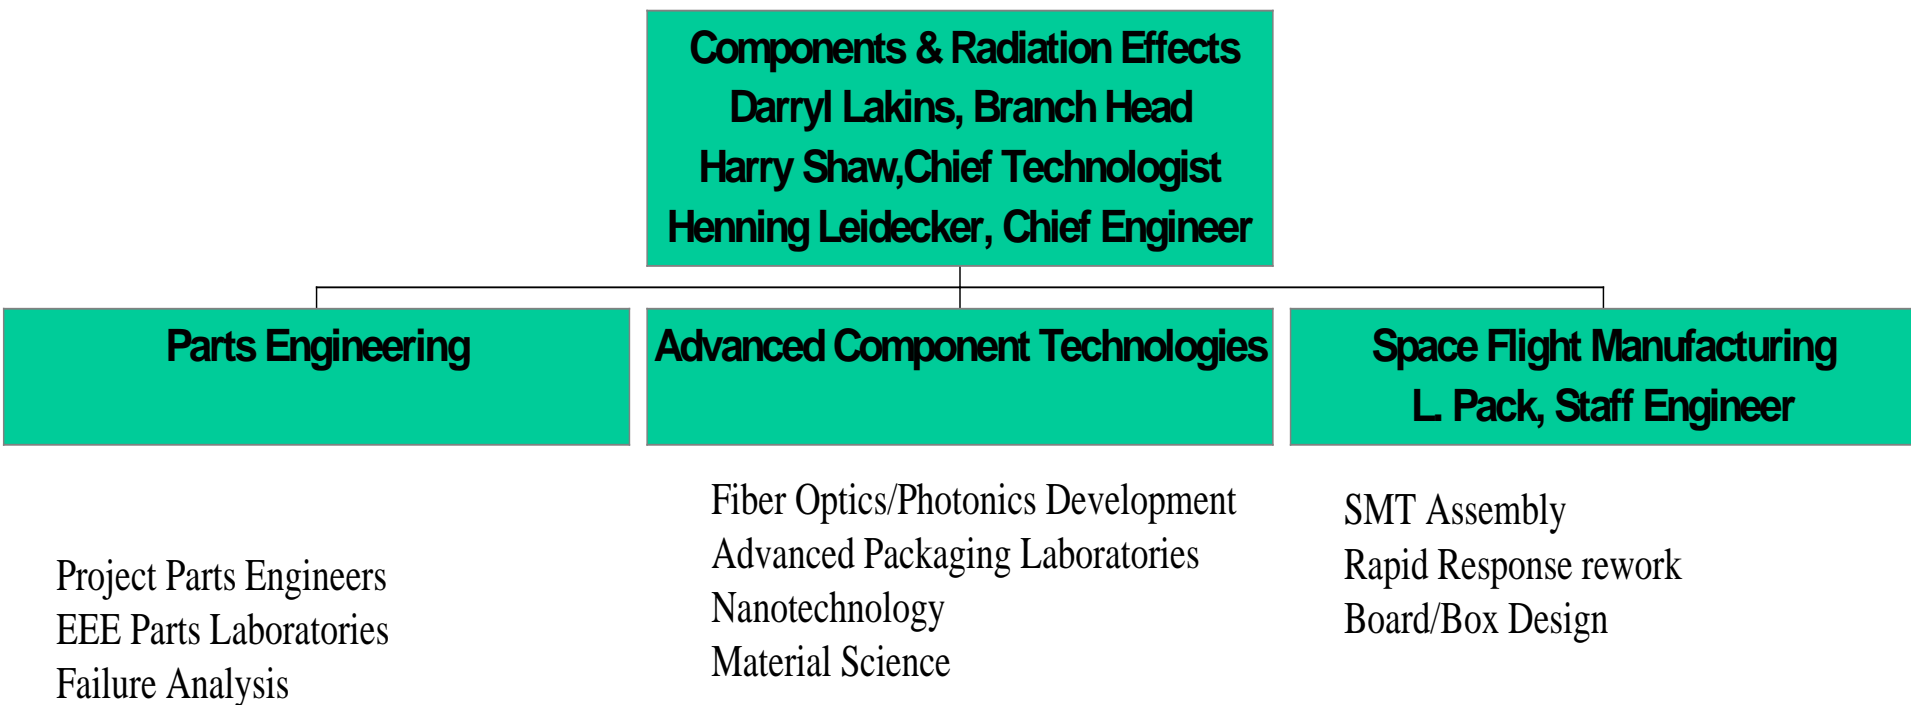 Components & Radiation Effects
Darryl Lakins, Branch Head
Harry Shaw,Chief Technologist
Henning Leidecker, Chief Engineer
Parts Engineering
Advanced Component Technologies
Space Flight Manufacturing
L. Pack, Staff Engineer
Project Parts Engineers
EEE Parts Laboratories
Failure Analysis
Fiber Optics/Photonics Development
Advanced Packaging Laboratories
Nanotechnology
Material Science
SMT Assembly
Rapid Response rework
Board/Box Design